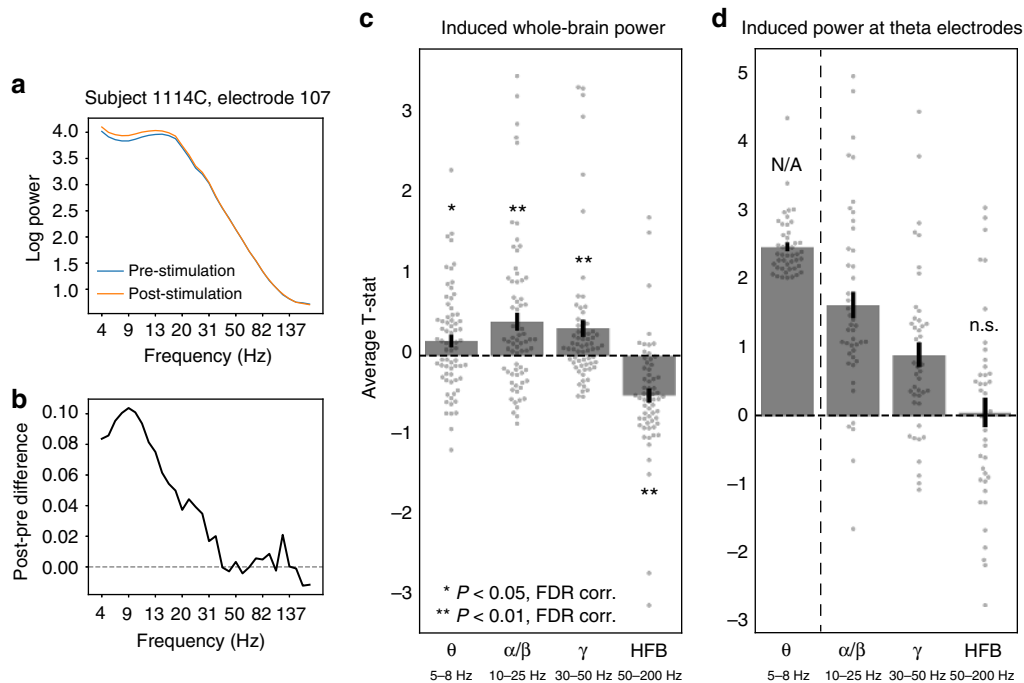 a
Subject 1114C, electrode 107
Log power
4.0
3.5
3.0
2.5
2.0
1.5
1.0
Pre-stimulation
Post-stimulation
4 9 13 20 31 50 82 137
Frequency (Hz)
b
Post-pre difference
0.10
0.08
0.06
0.04
0.02
0.00
4 9 13 20 31 50 82 137
Frequency (Hz)
c
Induced whole-brain power
Average T-stat
3
2
1
0
–1
–2
–3
*
**
**
**
* P < 0.05, FDR corr.
** P < 0.01, FDR corr.
θ α/β γ HFB
5–8 Hz 10–25 Hz 30–50 Hz 50–200 Hz
d
Induced power at theta electrodes
5
4
3
2
1
0
–1
–2
–3
N/A
n.s.
θ α/β γ HFB
5–8 Hz 10–25 Hz 30–50 Hz 50–200 Hz